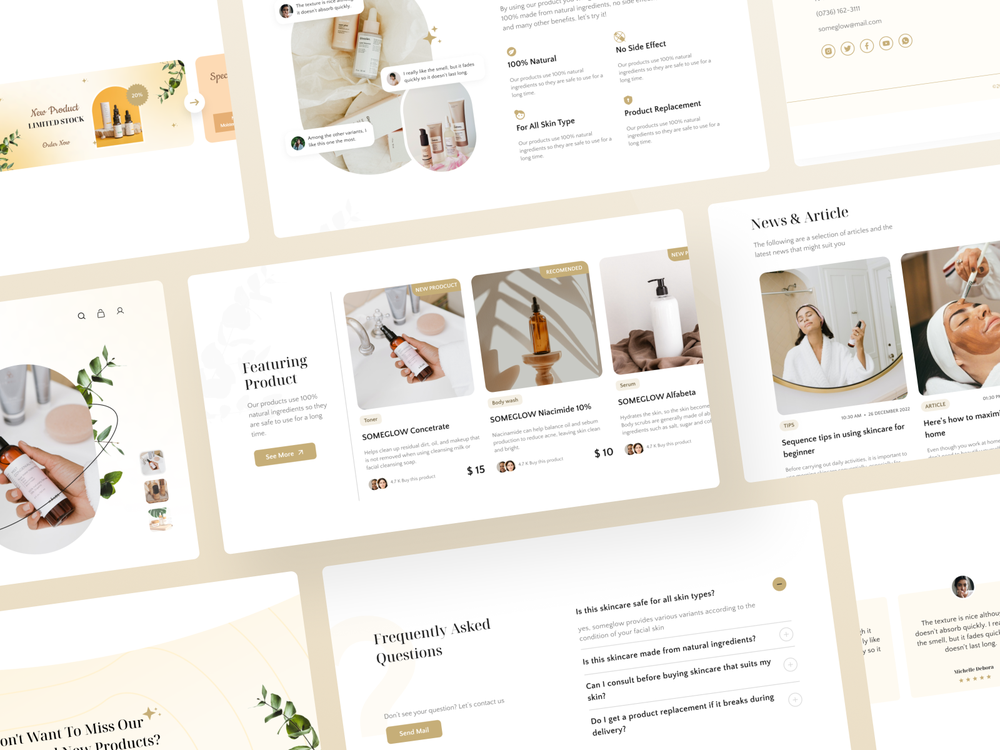 New Product
LIMITED STOCK
Order Now
20%
Spec
The texture is nice
it doesn't absorb quickly.
I really like the smell, but it fades
quickly so it doesn't last long.
Among the other variants, I
like this one the most.
By using our product you
100% made from natural ingredients, no side
and many other benefits. let's try it!
100% Natural
Our products use 100% natural
ingredients so they are safe to use for a
long time.
No Side Effect
Our products use 100% natural
ingredients so they are safe to use for a
long time.
For All Skin Type
Our products use 100% natural
ingredients so they are safe to use for a
long time.
Product Replacement
Our products use 100% natural
ingredients so they are safe to use for a
long time.
(0736) 162-3111
someglow@mail.com
Featuring
Product
Our products use 100%
natural ingredients so they
are safe to use for a long
time.
See More
NEW PRODCUCT
Toner
SOMEGLOW Concetrate
Helps clean up residual dirt, oil, and makeup that
is not removed when using cleansing milk or
facial cleansing soap.
4.7 K Buy this product
$ 15
RECOMENDED
Body wash
SOMEGLOW Niacimide 10%
Niacinamide can help balance oil and sebum
production to reduce acne, leaving skin clean
and bright.
4.7 K Buy this product
$ 10
NEW P
Serum
SOMEGLOW Alfabeta
Hydrates the skin, so the skin become
Body scrubs are generally made of ab
ingredients such as salt, sugar and cof
4.7 K Buy this product
News & Article
The following are a selection of articles and the
latest news that might suit you
10:30 AM • 26 DECEMBER 2022
TIPS
Sequence tips in using skincare for
beginner
Before carrying out daily activities, it is important to
ARTICLE
Here's how to maxim
home
Even though you work at hom
on't Want To Miss Our
New Products?
Frequently Asked
Questions
Don't see your question? Let's contact us
Send Mail
Is this skincare safe for all skin types?
yes, someglow provides various variants according to the
condition of your facial skin
Is this skincare made from natural ingredients?
Can I consult before buying skincare that suits my
skin?
Do I get a product replacement if it breaks during
delivery?
gh it
ly like
y so it
The texture is nice althou
doesn't absorb quickly. I rea
the smell, but it fades quick
doesn't last long.
Michelle Debora